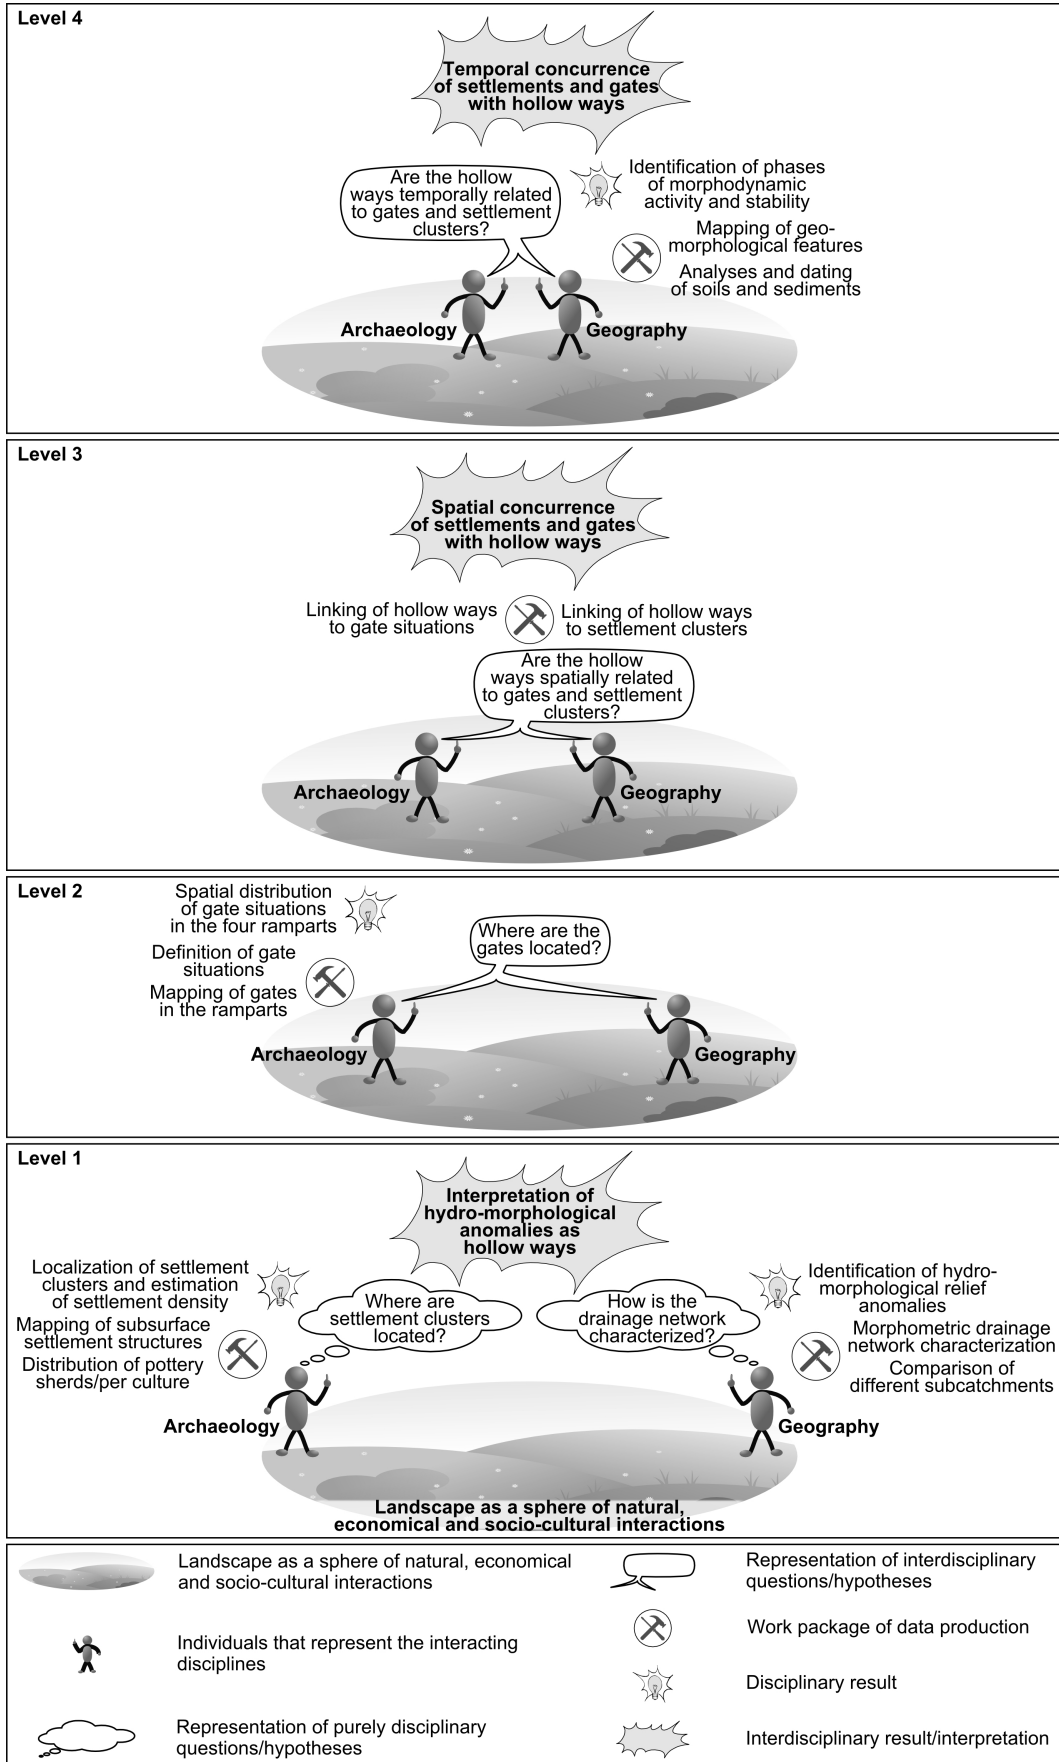 Level 4
Temporal concurrence
of settlements and gates
with hollow ways
Are the hollow
ways temporally related
to gates and settlement
clusters?
Identification of phases
of morphodynamic
activity and stability
Mapping of geo-
morphological features
Analyses and dating
of soils and sediments
Archaeology
Geography
Level 3
Spatial concurrence
of settlements and gates
with hollow ways
Linking of hollow ways
to gate situations
Linking of hollow ways
to settlement clusters
Are the hollow
ways spatially related
to gates and settlement
clusters?
Archaeology
Geography
Level 2
Spatial distribution
of gate situations
in the four ramparts
Definition of gate
situations
Mapping of gates
in the ramparts
Where are the
gates located?
Archaeology
Geography
Level 1
Interpretation of
hydro-morphological
anomalies as
hollow ways
Localization of settlement
clusters and estimation
of settlement density
Mapping of subsurface
settlement structures
Distribution of pottery
sherds/per culture
Where are
settlement clusters
located?
How is the
drainage network
characterized?
Identification of hydro-
morphological relief
anomalies
Morphometric drainage
network characterization
Comparison of
different subcatchments
Archaeology
Geography
Landscape as a sphere of natural,
economical and socio-cultural interactions
Landscape as a sphere of natural, economical
and socio-cultural interactions
Individuals that represent the interacting
disciplines
Representation of purely disciplinary
questions/hypotheses
Representation of interdisciplinary
questions/hypotheses
Work package of data production
Disciplinary result
Interdisciplinary result/interpretation